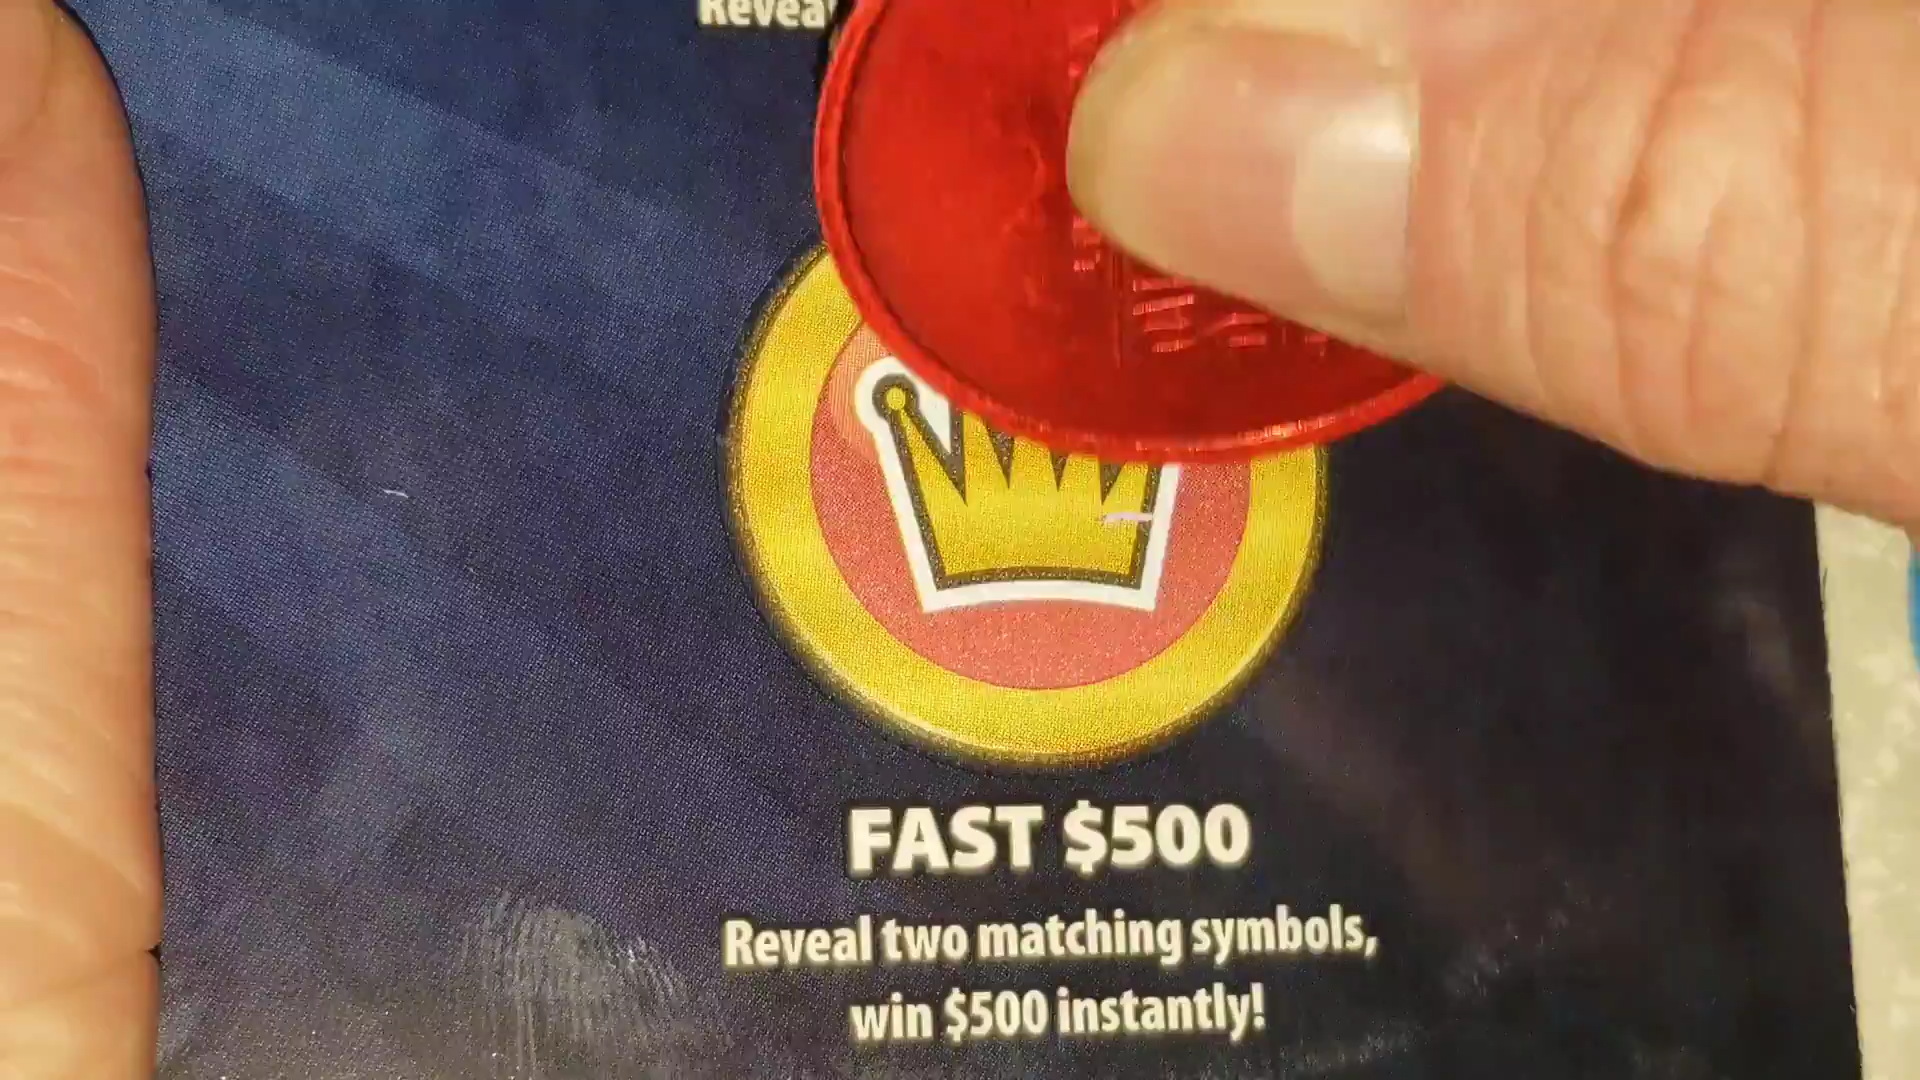 FAST $500
Reveal two matching symbols,
win $500 instantly!